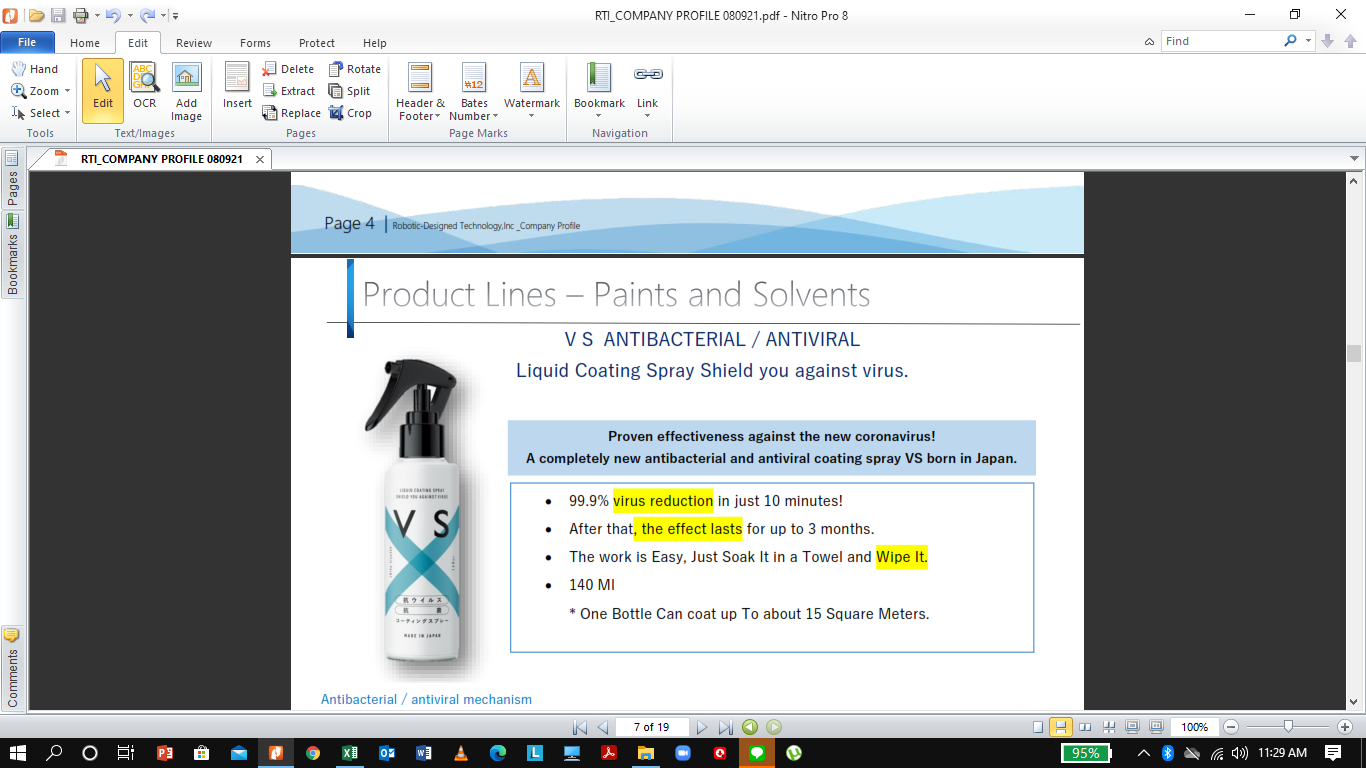 RTI_COMPANY PROFILE 080921.pdf - Nitro Pro 8
File Home Edit Review Forms Protect Help Find
Hand
Zoom
Select
Tools
Edit OCR Add Image
Text/Images
Insert Delete Extract Replace Rotate Split Crop
Pages
Header & Footer Bates Number Watermark
Page Marks
Bookmark Link
Navigation
RTI_COMPANY PROFILE 080921
Pages
Bookmarks
Comments
Page 4 | Robotic-Designed Technology,Inc _Company Profile
Product Lines – Paints and Solvents
V S ANTIBACTERIAL / ANTIVIRAL
Liquid Coating Spray Shield you against virus.
LIQUID COATING SPRAY
SHIELD YOU AGAINST VIRUS
V S
抗ウイルス
抗菌
コーティングスプレー
MADE IN JAPAN
Proven effectiveness against the new coronavirus!
A completely new antibacterial and antiviral coating spray VS born in Japan.
• 99.9% virus reduction in just 10 minutes!
• After that, the effect lasts for up to 3 months.
• The work is Easy, Just Soak It in a Towel and Wipe It.
• 140 Ml
* One Bottle Can coat up To about 15 Square Meters.
Antibacterial / antiviral mechanism
7 of 19
100%
95%
11:29 AM